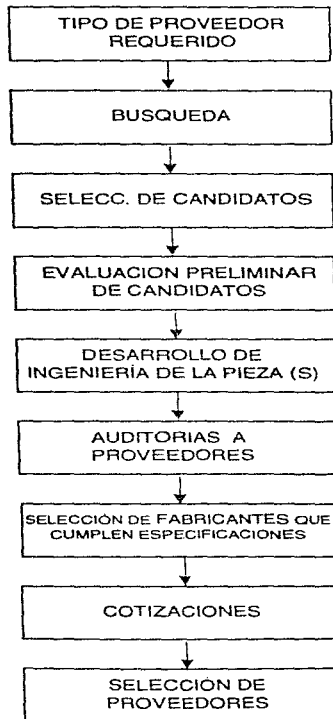 TIPO DE PROVEEDOR
REQUERIDO
BUSQUEDA
SELECC. DE CANDIDATOS
EVALUACION PRELIMINAR
DE CANDIDATOS
DESARROLLO DE
INGENIERÍA DE LA PIEZA (S)
AUDITORIAS A
PROVEEDORES
SELECCIÓN DE FABRICANTES QUE
CUMPLEN ESPECIFICACIONES
COTIZACIONES
SELECCIÓN DE
PROVEEDORES